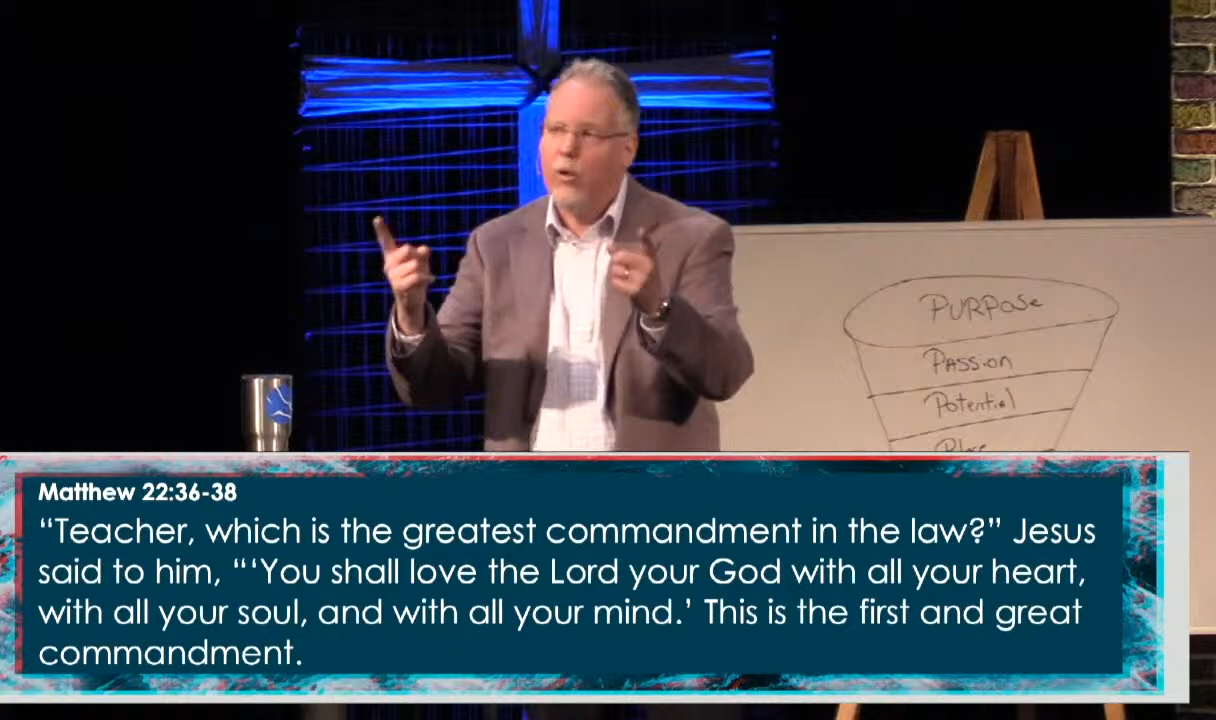 PURPOSE
PASSION
Potential
Matthew 22:36-38
“Teacher, which is the greatest commandment in the law?” Jesus
said to him, “‘You shall love the Lord your God with all your heart,
with all your soul, and with all your mind.’ This is the first and great
commandment.